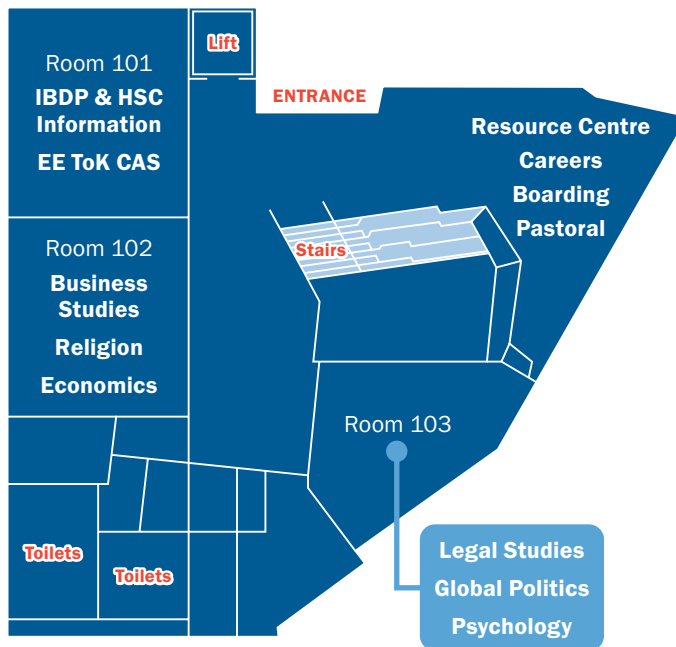 Lift
Room 101
IBDP & HSC
Information
EE ToK CAS
ENTRANCE
Resource Centre
Careers
Boarding
Pastoral
Stairs
Room 102
Business
Studies
Religion
Economics
Room 103
Toilets
Toilets
Legal Studies
Global Politics
Psychology